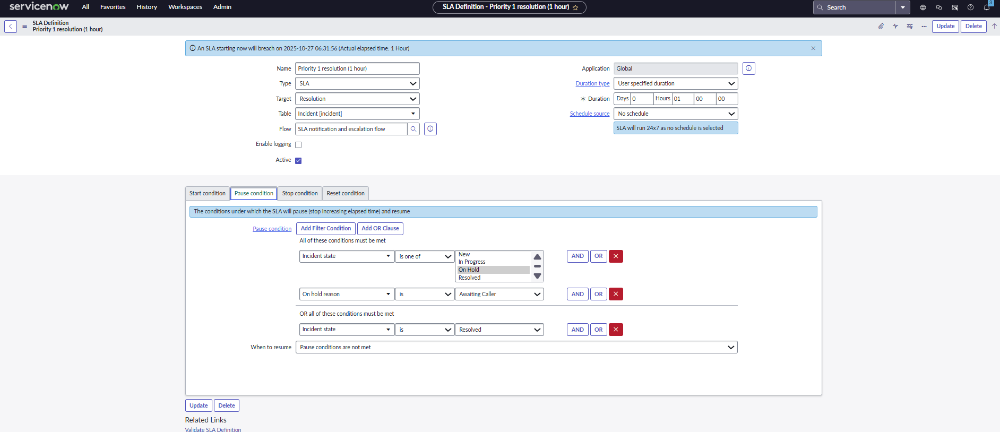 servicenow All Favorites History Workspaces Admin SLA Definition - Priority 1 resolution (1 hour) Search 3
SLA Definition
Priority 1 resolution (1 hour) Update Delete
An SLA starting now will breach on 2025-10-27 06:31:56 (Actual elapsed time: 1 Hour)
Name Priority 1 resolution (1 hour) Application Global
Type SLA Duration type User specified duration
Target Resolution Duration Days 0 Hours 01 00 00
Table Incident [incident] Schedule source No schedule
Flow SLA notification and escalation flow SLA will run 24x7 as no schedule is selected
Enable logging
Active
Start condition Pause condition Stop condition Reset condition
The conditions under which the SLA will pause (stop increasing elapsed time) and resume
Pause condition Add Filter Condition Add OR Clause
All of these conditions must be met
Incident state is one of New AND OR
In Progress
On Hold
Resolved
On hold reason is Awaiting Caller AND OR
OR all of these conditions must be met
Incident state is Resolved AND OR
When to resume Pause conditions are not met
Update Delete
Related Links
Validate SLA Definition